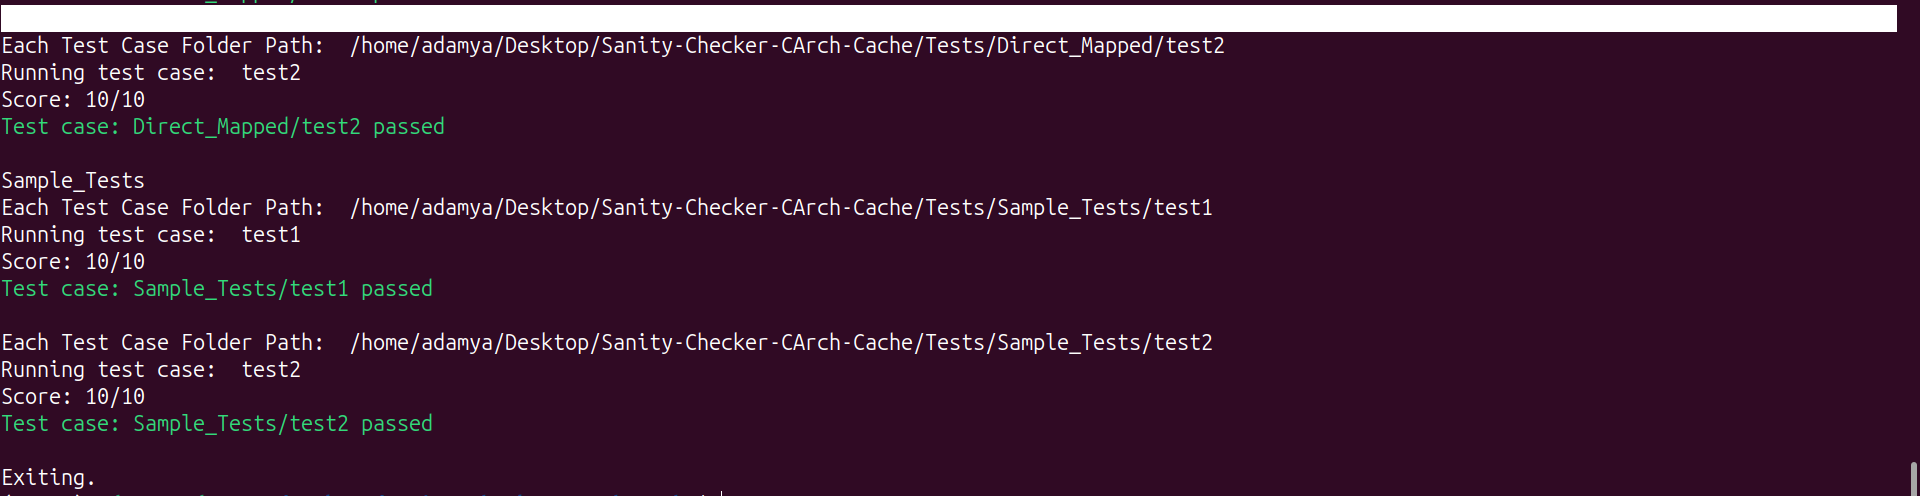 Each Test Case Folder Path:  /home/adamya/Desktop/Sanity-Checker-CArch-Cache/Tests/Direct_Mapped/test2
Running test case:  test2
Score: 10/10
Test case: Direct_Mapped/test2 passed
Sample_Tests
Each Test Case Folder Path:  /home/adamya/Desktop/Sanity-Checker-CArch-Cache/Tests/Sample_Tests/test1
Running test case:  test1
Score: 10/10
Test case: Sample_Tests/test1 passed
Each Test Case Folder Path:  /home/adamya/Desktop/Sanity-Checker-CArch-Cache/Tests/Sample_Tests/test2
Running test case:  test2
Score: 10/10
Test case: Sample_Tests/test2 passed
Exiting.